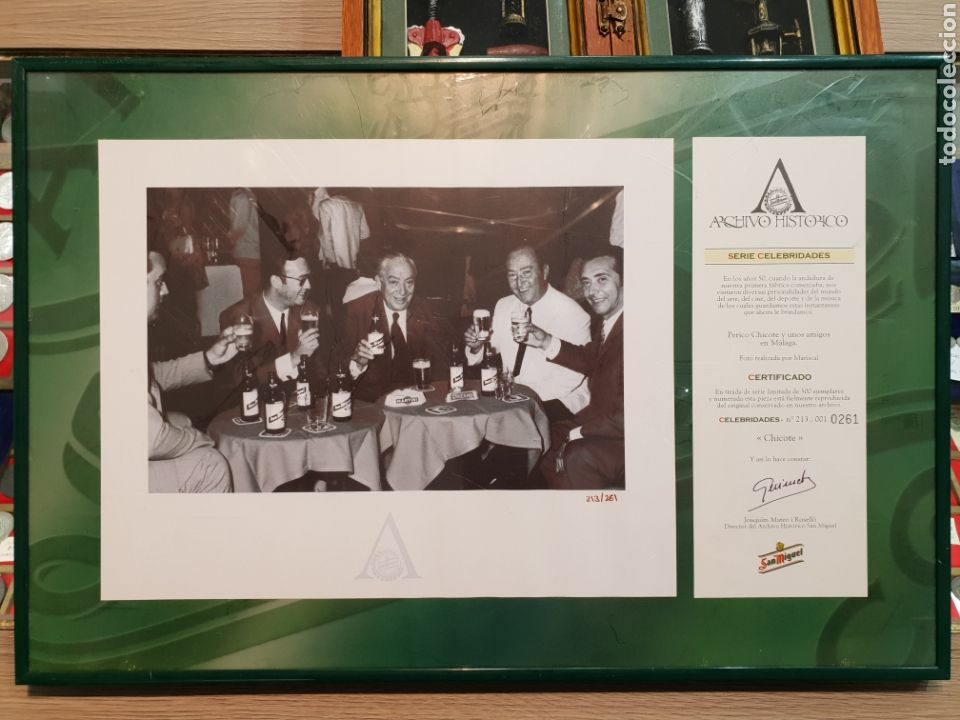 ARCHIVO HISTORICO
SERIE CELEBRIDADES
En los años 50, cuando la andadura de
nuestra primera fábrica comenzaba, nos
visitaron diversas personalidades del mundo
del arte, del cine, del deporte y de la música
de los cuales guardamos estas instantáneas
que ahora le brindamos.
Perico Chicote y unos amigos
en Málaga.
Foto realizada por Mariscal
CERTIFICADO
En tirada de serie limitada de 500 ejemplares
y numerada esta pieza está fielmente reproducida
del original conservado en nuestro archivo.
CELEBRIDADES - nº 213 . 001 0261
« Chicote »
Y así lo hace constar:
Joaquim Mateo i Roselló
Director del Archivo Histórico San Miguel
San Miguel
213/261
todocoleccion